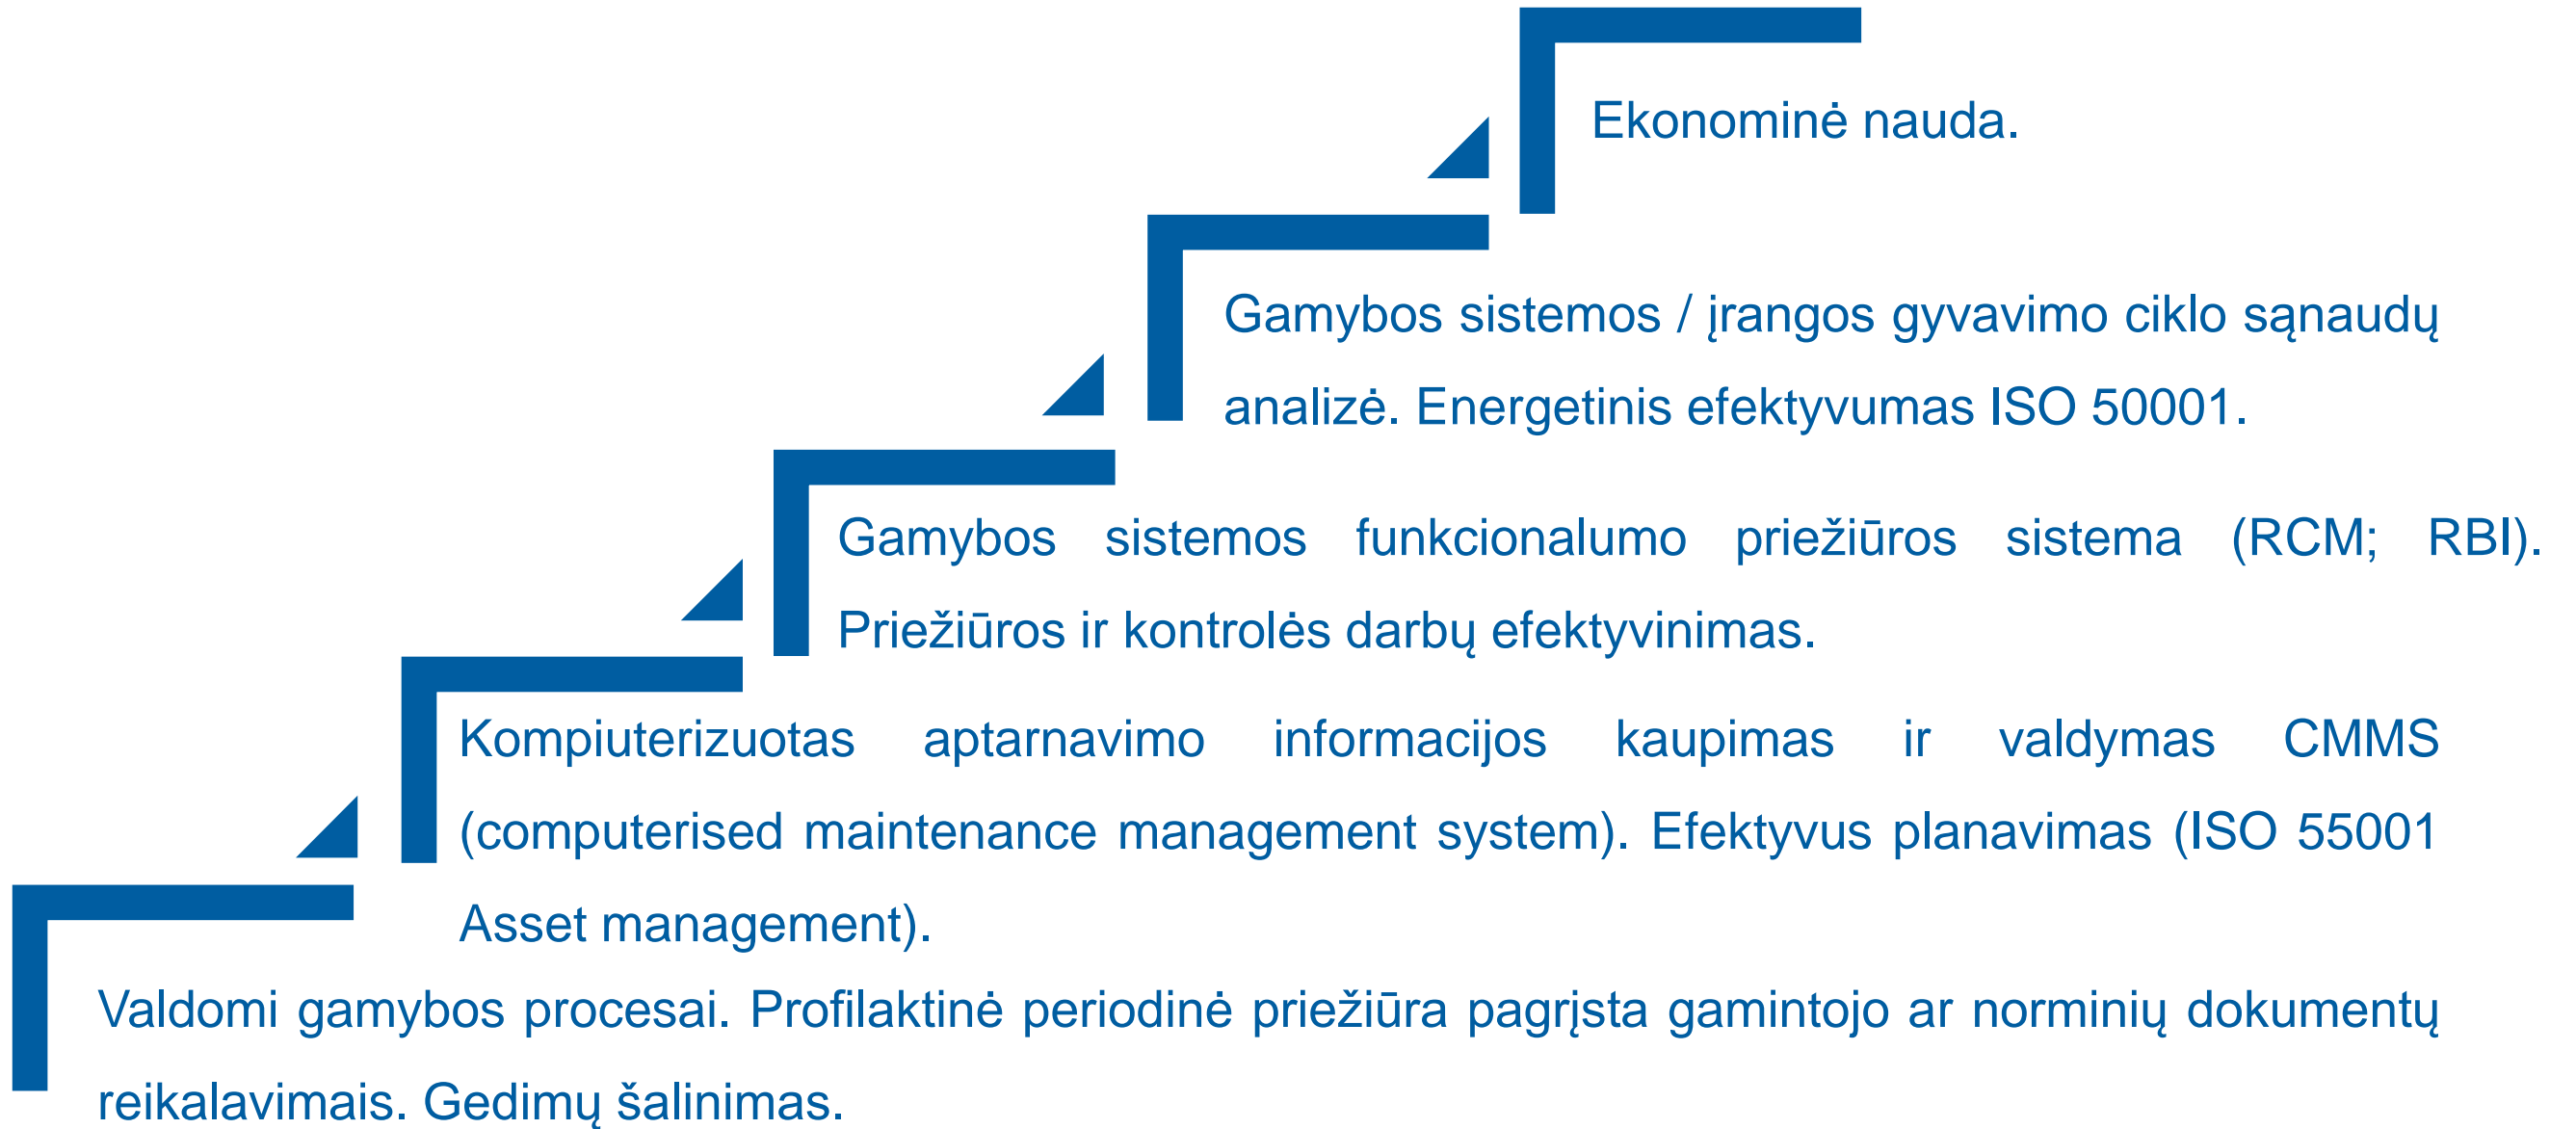 Ekonominė nauda.
Gamybos sistemos / įrangos gyvavimo ciklo sąnaudų
analizė. Energetinis efektyvumas ISO 50001.
Gamybos sistemos funkcionalumo priežiūros sistema (RCM; RBI).
Priežiūros ir kontrolės darbų efektyvinimas.
Kompiuterizuotas aptarnavimo informacijos kaupimas ir valdymas CMMS
(computerised maintenance management system). Efektyvus planavimas (ISO 55001
Asset management).
Valdomi gamybos procesai. Profilaktinė periodinė priežiūra pagrįsta gamintojo ar norminių dokumentų
reikalavimais. Gedimų šalinimas.